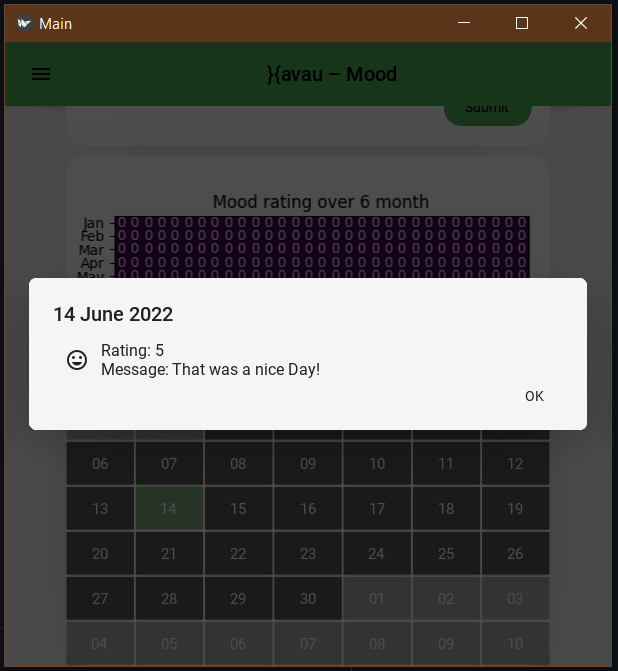 Main
}{avau – Mood
Submit
Mood rating over 6 month
Jan 0 0 0 0 0 0 0 0 0 0 0 0 0 0 0 0 0 0 0 0 0 0 0 0 0 0 0 0 0 0 0
Feb 0 0 0 0 0 0 0 0 0 0 0 0 0 0 0 0 0 0 0 0 0 0 0 0 0 0 0 0 0 0 0
Mar 0 0 0 0 0 0 0 0 0 0 0 0 0 0 0 0 0 0 0 0 0 0 0 0 0 0 0 0 0 0 0
Apr 0 0 0 0 0 0 0 0 0 0 0 0 0 0 0 0 0 0 0 0 0 0 0 0 0 0 0 0 0 0 0
May
14 June 2022
Rating: 5
Message: That was a nice Day!
OK
06 07 08 09 10 11 12
13 14 15 16 17 18 19
20 21 22 23 24 25 26
27 28 29 30 01 02 03
04 05 06 07 08 09 10